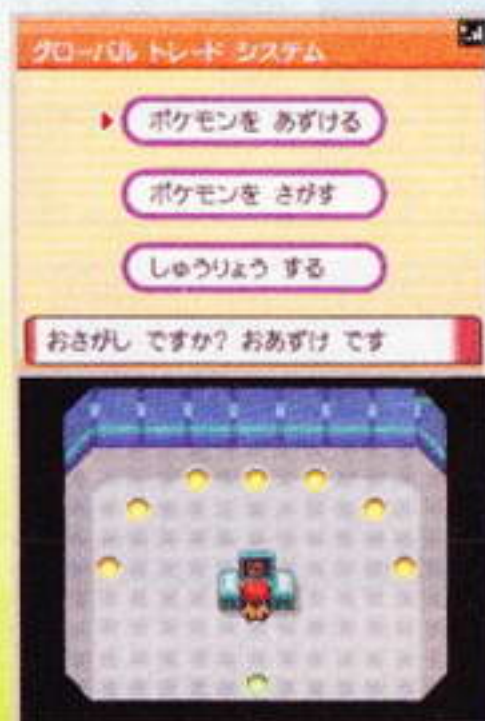 グローバル トレード システム
ポケモンを あずける
ポケモンを さがす
しゅうりょう する
おさがし ですか? おあずけ です